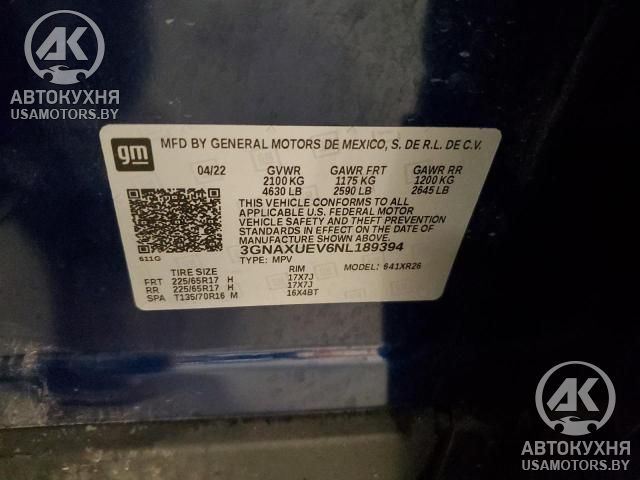 AK
АВТОКУХНЯ
USAMOTORS.BY
gm
MFD BY GENERAL MOTORS DE MEXICO, S. DE R.L. DE C.V.
04/22 GVWR GAWR FRT GAWR RR
2100 KG 1175 KG 1200 KG
4630 LB 2590 LB 2645 LB
THIS VEHICLE CONFORMS TO ALL
APPLICABLE U.S. FEDERAL MOTOR
VEHICLE SAFETY AND THEFT PREVENTION
STANDARDS IN EFFECT ON THE DATE OF
MANUFACTURE SHOWN ABOVE.
3GNAXUEV6NL189394
611G
TYPE: MPV MODEL: 641XR26
TIRE SIZE RIM
FRT 225/65R17 H 17X7J
RR 225/65R17 H 17X7J
SPA T135/70R16 M 16X4BT
AK
АВТОКУХНЯ
USAMOTORS.BY